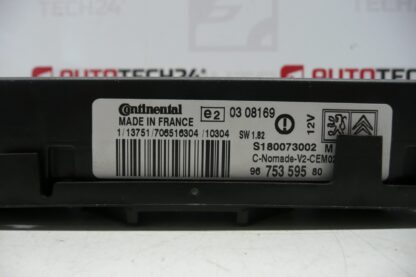 AUTOTECH24
Continental e2 03 08169
MADE IN FRANCE
SW 1.82
12V
1/13751/706516304/10304
S180073002 M
C-Nomade-V2-CEM02
96 753 595 80